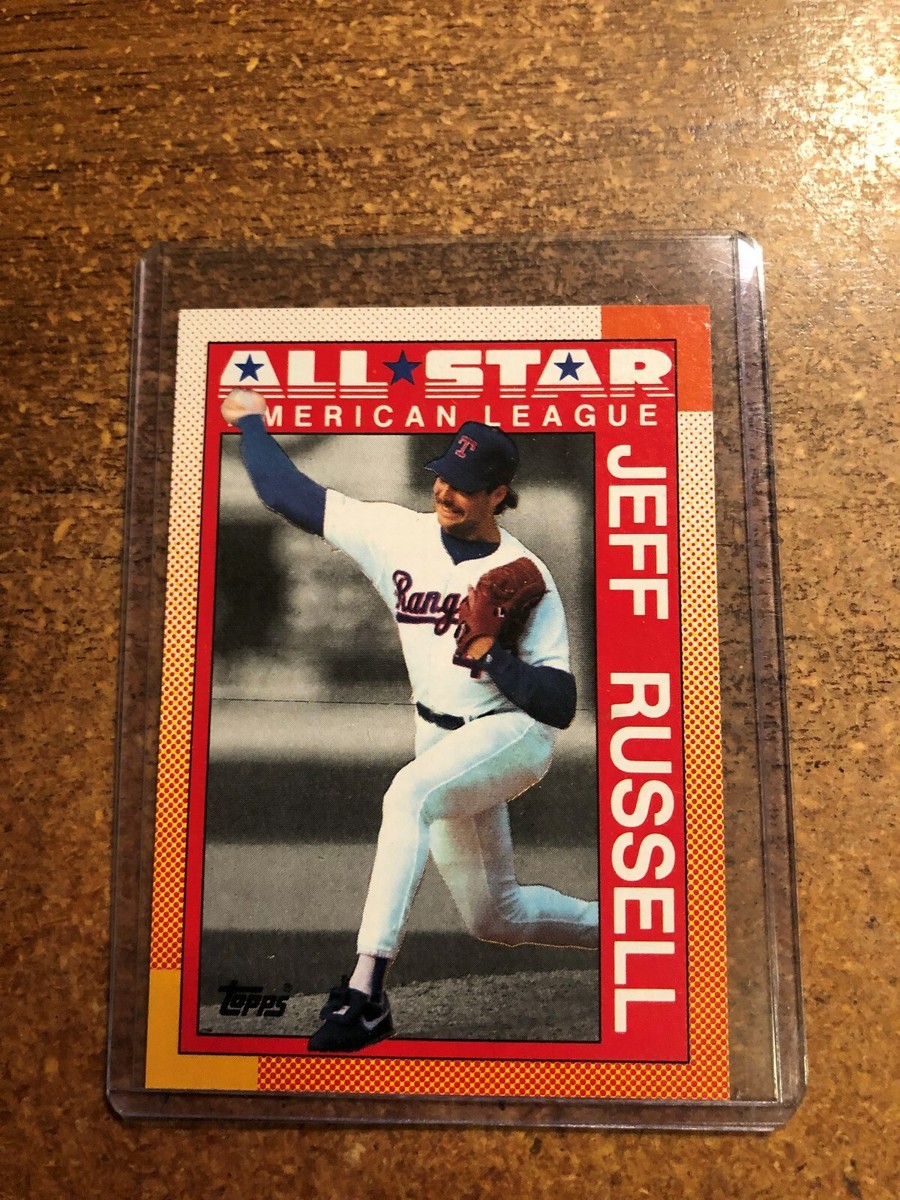 ALL★STAR
AMERICAN LEAGUE
JEFF RUSSELL
T
Rang
topps®